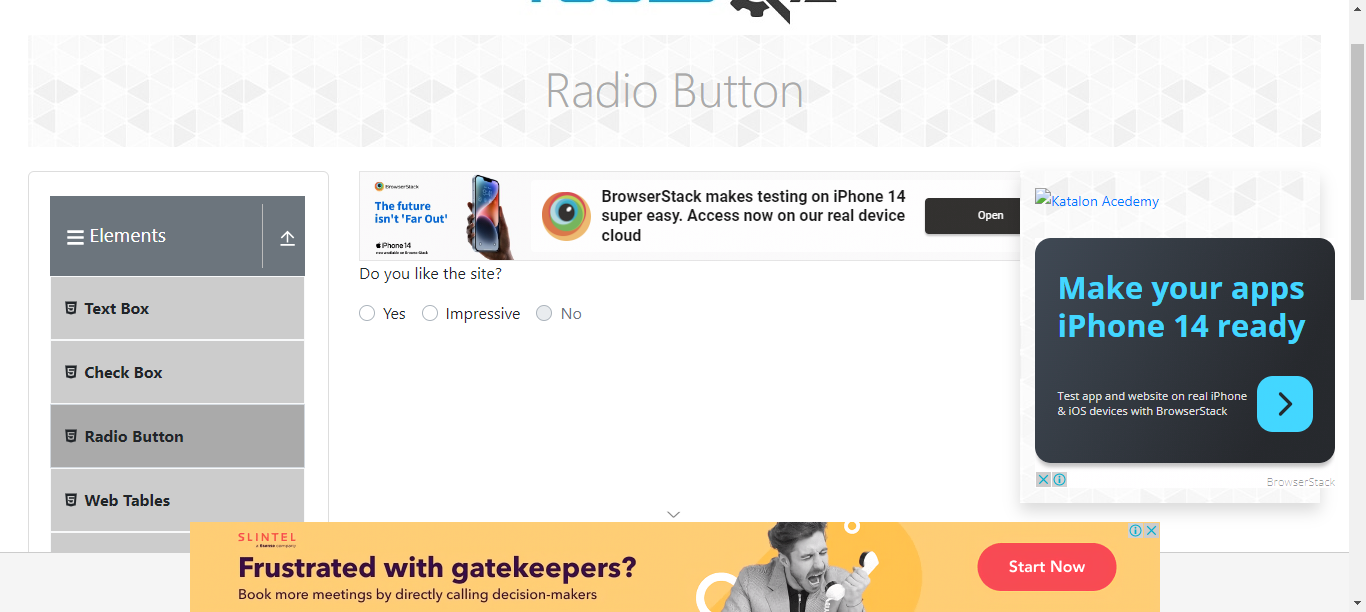 Radio Button
Elements
Text Box
Check Box
Radio Button
Web Tables
BrowserStack
The future
isn't 'Far Out'
iPhone 14
now available on BrowserStack
BrowserStack makes testing on iPhone 14
super easy. Access now on our real device
cloud
Open
Do you like the site?
Yes
Impressive
No
Katalon Acedemy
Make your apps
iPhone 14 ready
Test app and website on real iPhone
& iOS devices with BrowserStack
BrowserStack
SLINTEL
Frustrated with gatekeepers?
Book more meetings by directly calling decision-makers
Start Now